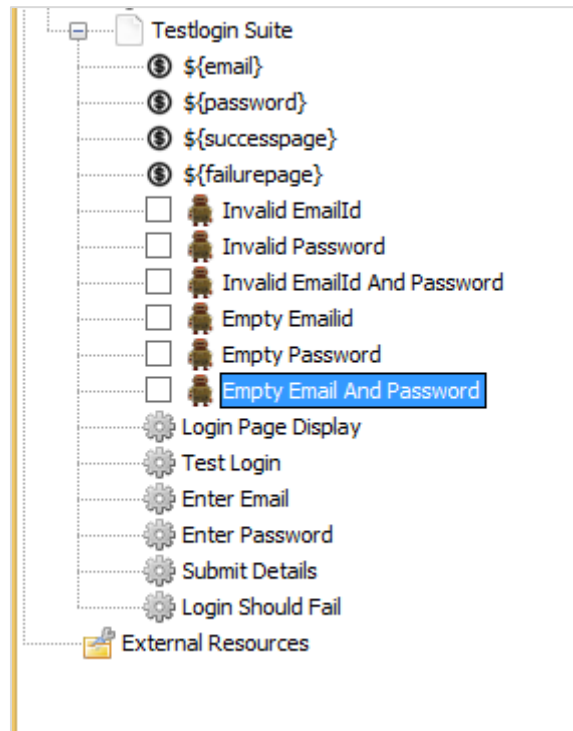 Testlogin Suite
${email}
${password}
${successpage}
${failurepage}
Invalid EmailId
Invalid Password
Invalid EmailId And Password
Empty Emailid
Empty Password
Empty Email And Password
Login Page Display
Test Login
Enter Email
Enter Password
Submit Details
Login Should Fail
External Resources